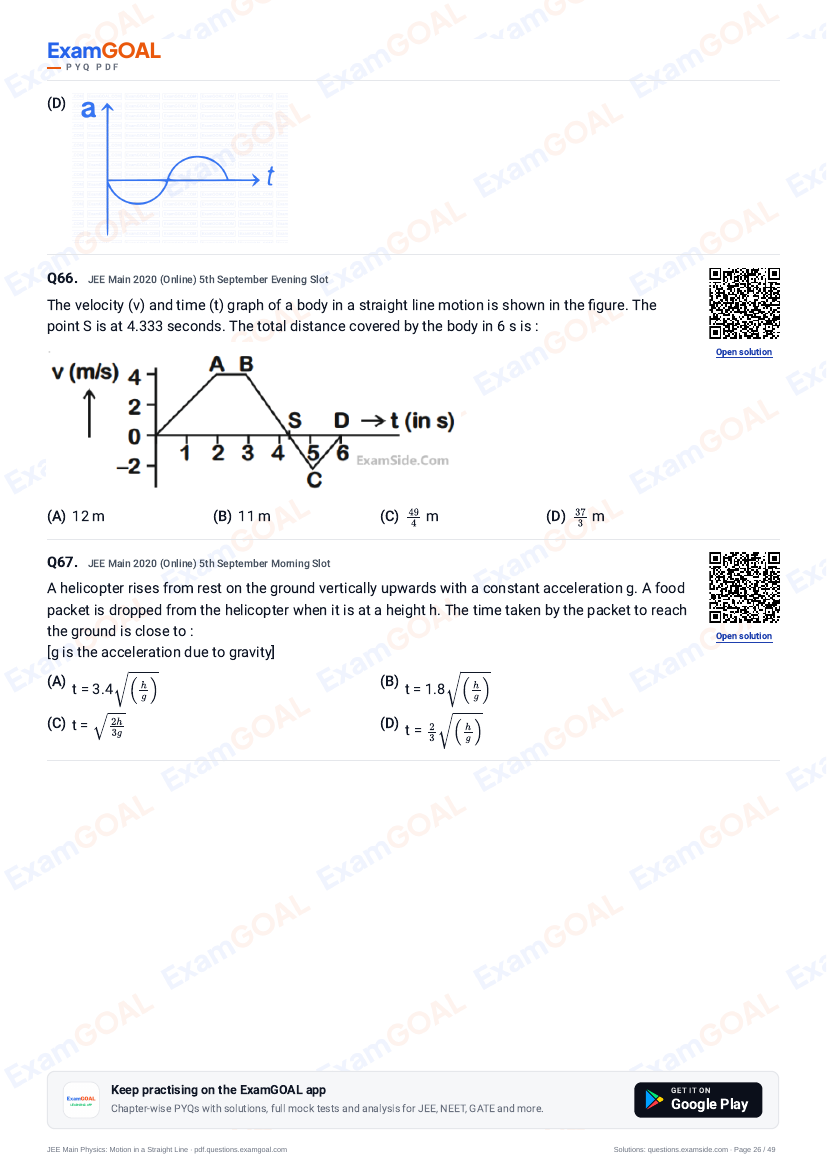 ExamGOAL
PYQ PDF
(D)
a
t
Q66. JEE Main 2020 (Online) 5th September Evening Slot
The velocity (v) and time (t) graph of a body in a straight line motion is shown in the figure. The
point S is at 4.333 seconds. The total distance covered by the body in 6 s is :
Open solution
v (m/s) 4 A B
2
0 S D → t (in s)
1 2 3 4 5 6
–2 C
ExamSide.Com
(A) 12 m (B) 11 m (C) 49/4 m (D) 37/3 m
Q67. JEE Main 2020 (Online) 5th September Morning Slot
A helicopter rises from rest on the ground vertically upwards with a constant acceleration g. A food
packet is dropped from the helicopter when it is at a height h. The time taken by the packet to reach
the ground is close to :
[g is the acceleration due to gravity]
Open solution
(A) t = 3.4√(h/g) (B) t = 1.8√(h/g)
(C) t = √(2h/3g) (D) t = 2/3√(h/g)
ExamGOAL
Keep practising on the ExamGOAL app
Chapter-wise PYQs with solutions, full mock tests and analysis for JEE, NEET, GATE and more.
GET IT ON
Google Play
JEE Main Physics: Motion in a Straight Line · pdf.questions.examgoal.com
Solutions: questions.examside.com · Page 26 / 49